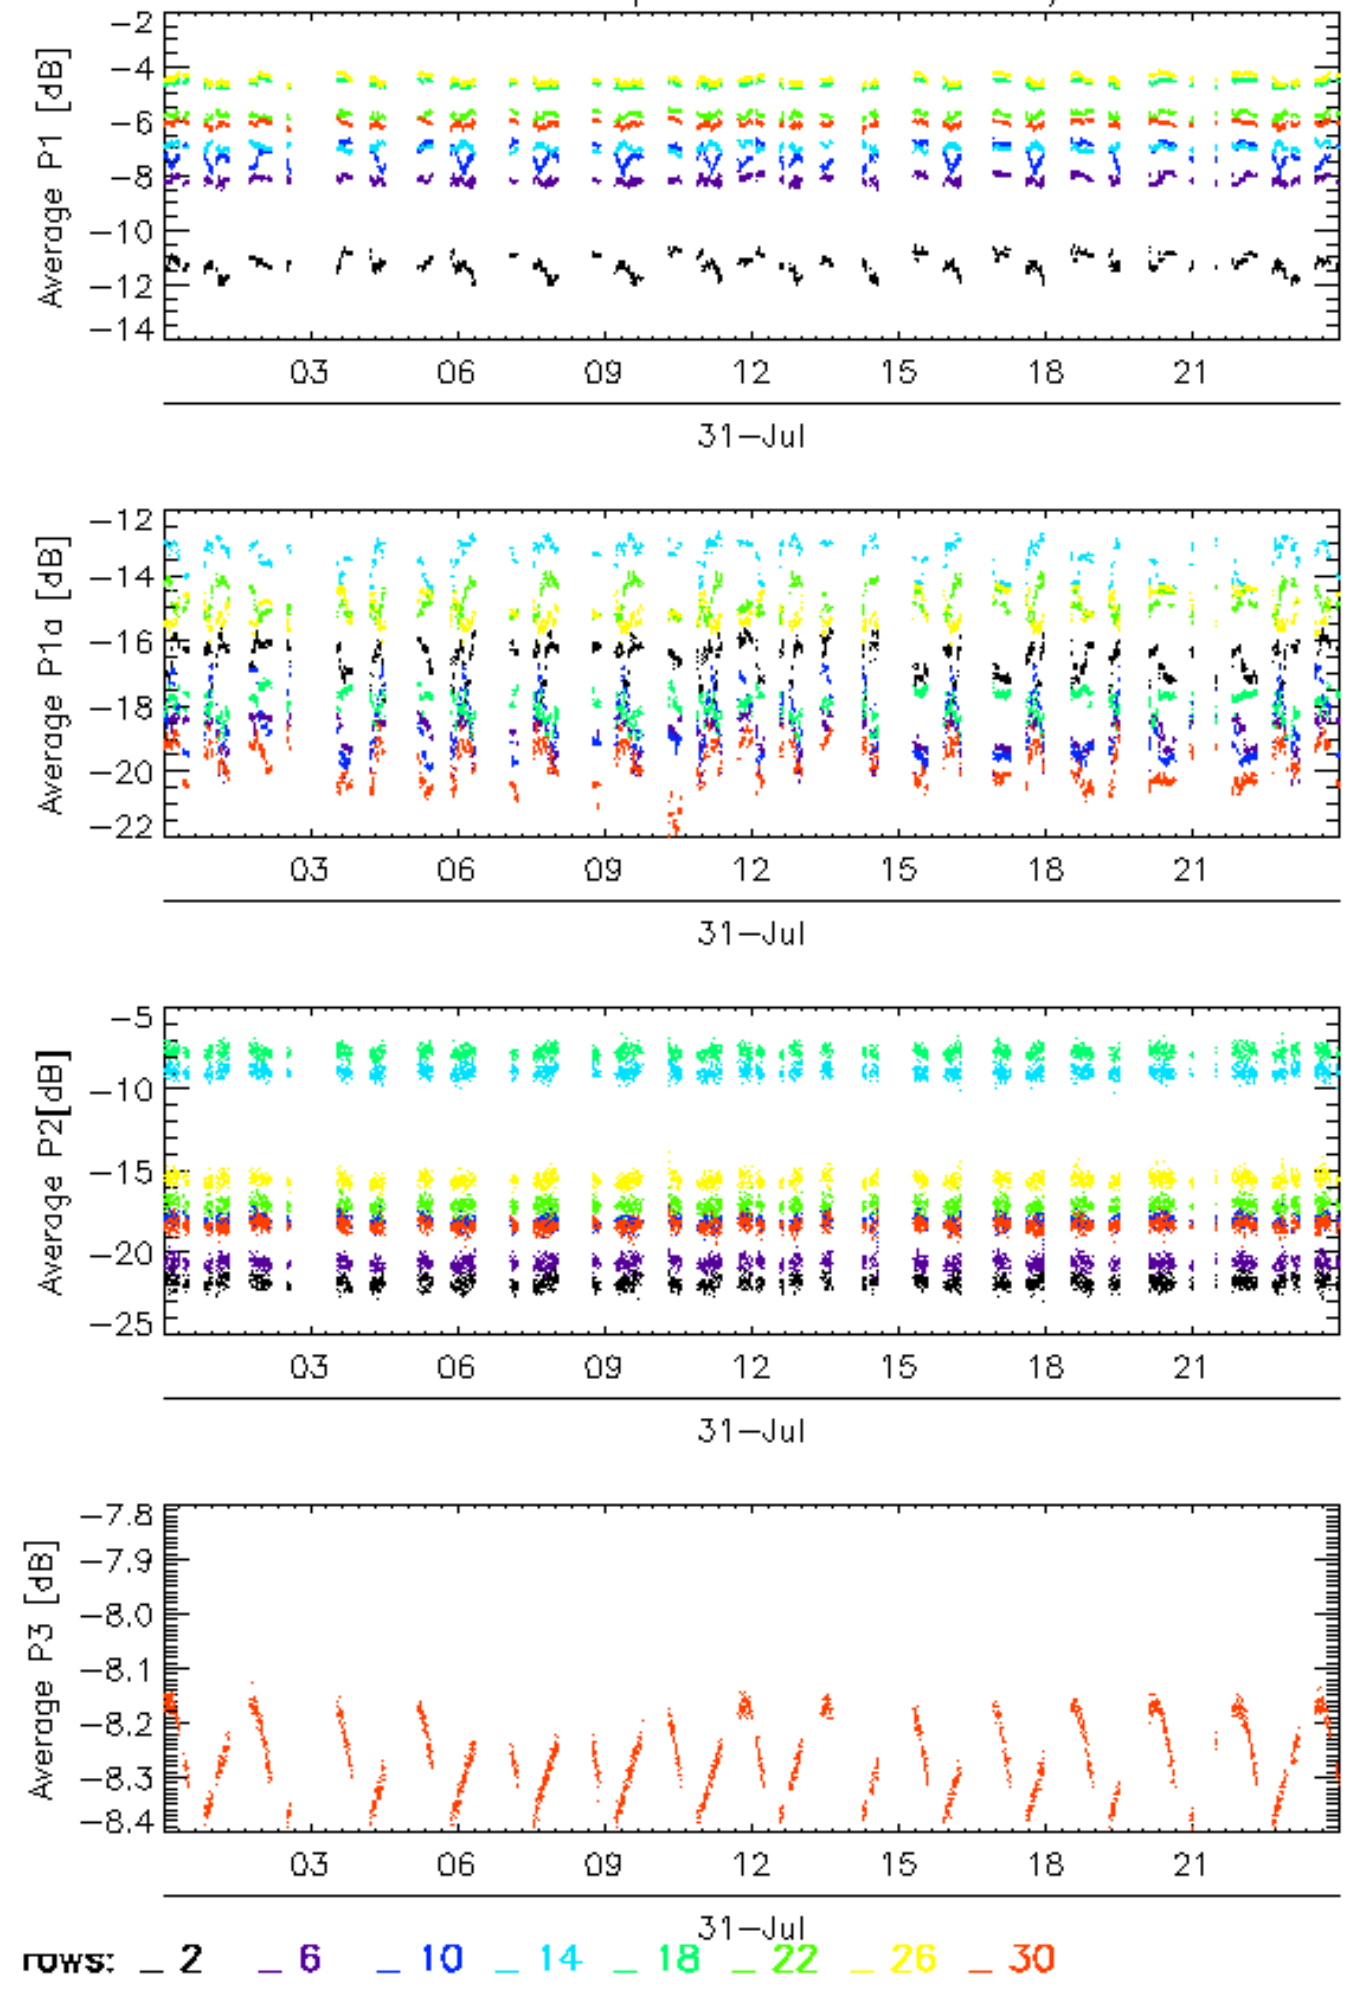 Average P1 [dB]
−2
−4
−6
−8
−10
−12
−14
03 06 09 12 15 18 21
31−Jul
Average P1a [dB]
−12
−14
−16
−18
−20
−22
03 06 09 12 15 18 21
31−Jul
Average P2[dB]
−5
−10
−15
−20
−25
03 06 09 12 15 18 21
31−Jul
Average P3 [dB]
−7.8
−7.9
−8.0
−8.1
−8.2
−8.3
−8.4
03 06 09 12 15 18 21
31−Jul
rows: _ 2 _ 6 _ 10 _ 14 _ 18 _ 22 _ 26 _ 30